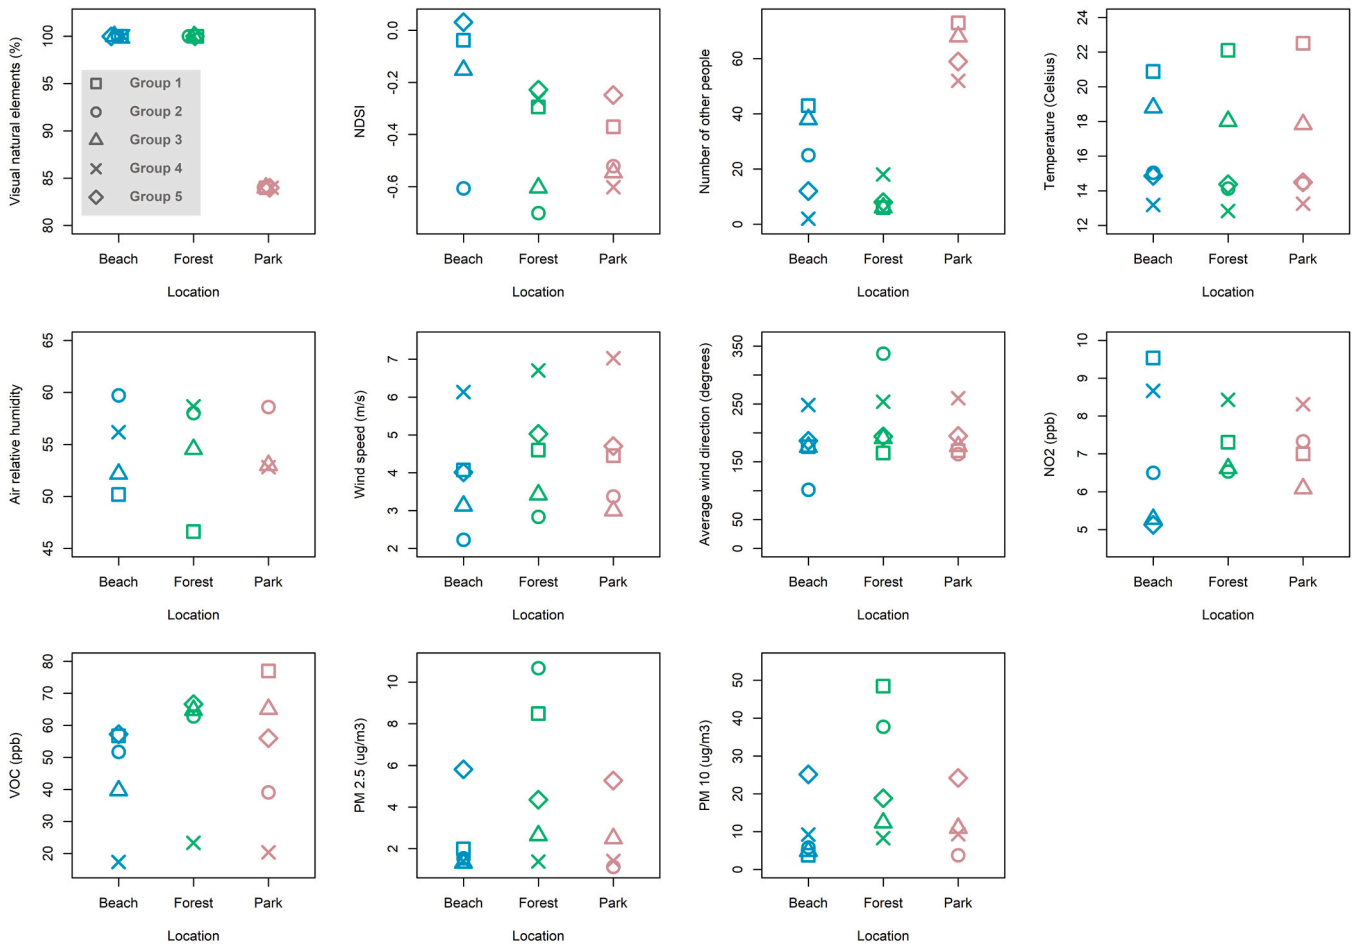 Visual natural elements (%)
100
95
90
85
80
Group 1
Group 2
Group 3
Group 4
Group 5
Beach Forest Park
Location
NDSI
0.0
-0.2
-0.4
-0.6
Beach Forest Park
Location
Number of other people
60
40
20
0
Beach Forest Park
Location
Temperature (Celsius)
24
22
20
18
16
14
12
Beach Forest Park
Location
Air relative humidity
65
60
55
50
45
Beach Forest Park
Location
Wind speed (m/s)
7
6
5
4
3
2
Beach Forest Park
Location
Average wind direction (degrees)
350
250
150
50
0
Beach Forest Park
Location
NO2 (ppb)
10
9
8
7
6
5
Beach Forest Park
Location
VOC (ppb)
80
70
60
50
40
30
20
Beach Forest Park
Location
PM 2.5 (ug/m3)
10
8
6
4
2
Beach Forest Park
Location
PM 10 (ug/m3)
50
40
30
20
10
0
Beach Forest Park
Location